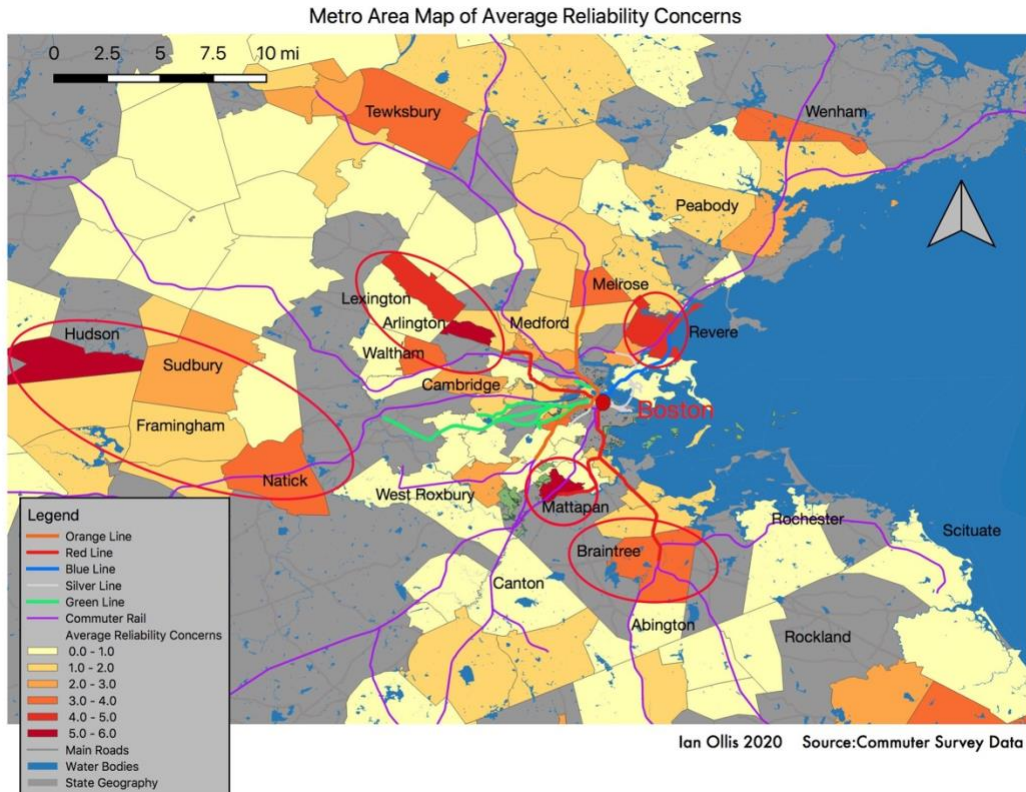 Metro Area Map of Average Reliability Concerns
0 2.5 5 7.5 10 mi
Tewksbury
Wenham
Peabody
Melrose
Lexington
Arlington
Medford
Revere
Hudson
Waltham
Sudbury
Cambridge
Boston
Framingham
Natick
West Roxbury
Mattapan
Rochester
Scituate
Braintree
Canton
Abington
Rockland
Legend
Orange Line
Red Line
Blue Line
Silver Line
Green Line
Commuter Rail
Average Reliability Concerns
0.0 - 1.0
1.0 - 2.0
2.0 - 3.0
3.0 - 4.0
4.0 - 5.0
5.0 - 6.0
Main Roads
Water Bodies
State Geography
Ian Ollis 2020 Source:Commuter Survey Data